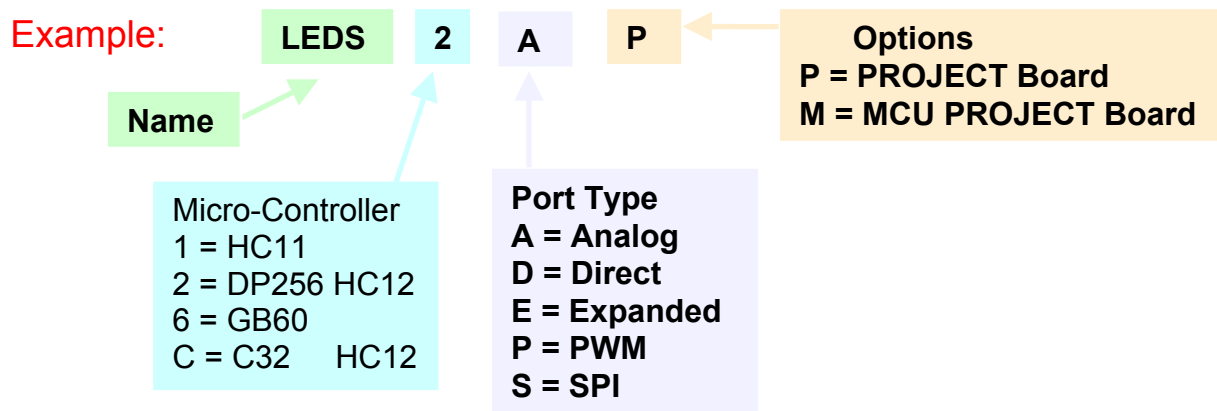 Example: LEDS 2 A P
Name
Options
P = PROJECT Board
M = MCU PROJECT Board
Micro-Controller
1 = HC11
2 = DP256 HC12
6 = GB60
C = C32 HC12
Port Type
A = Analog
D = Direct
E = Expanded
P = PWM
S = SPI